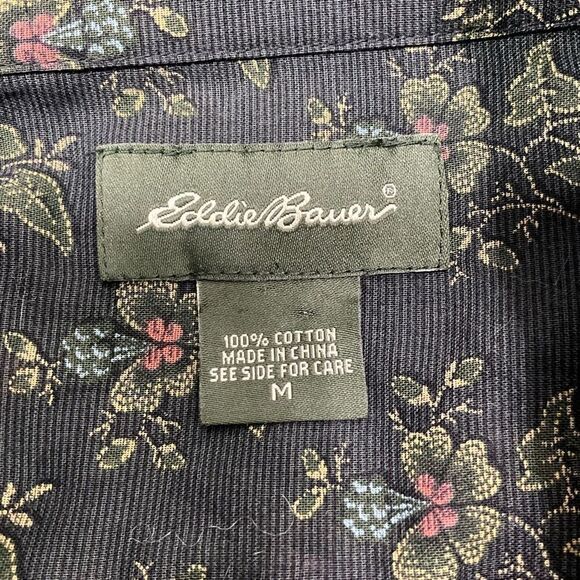 Eddie Bauer®
100% COTTON
MADE IN CHINA
SEE SIDE FOR CARE
M